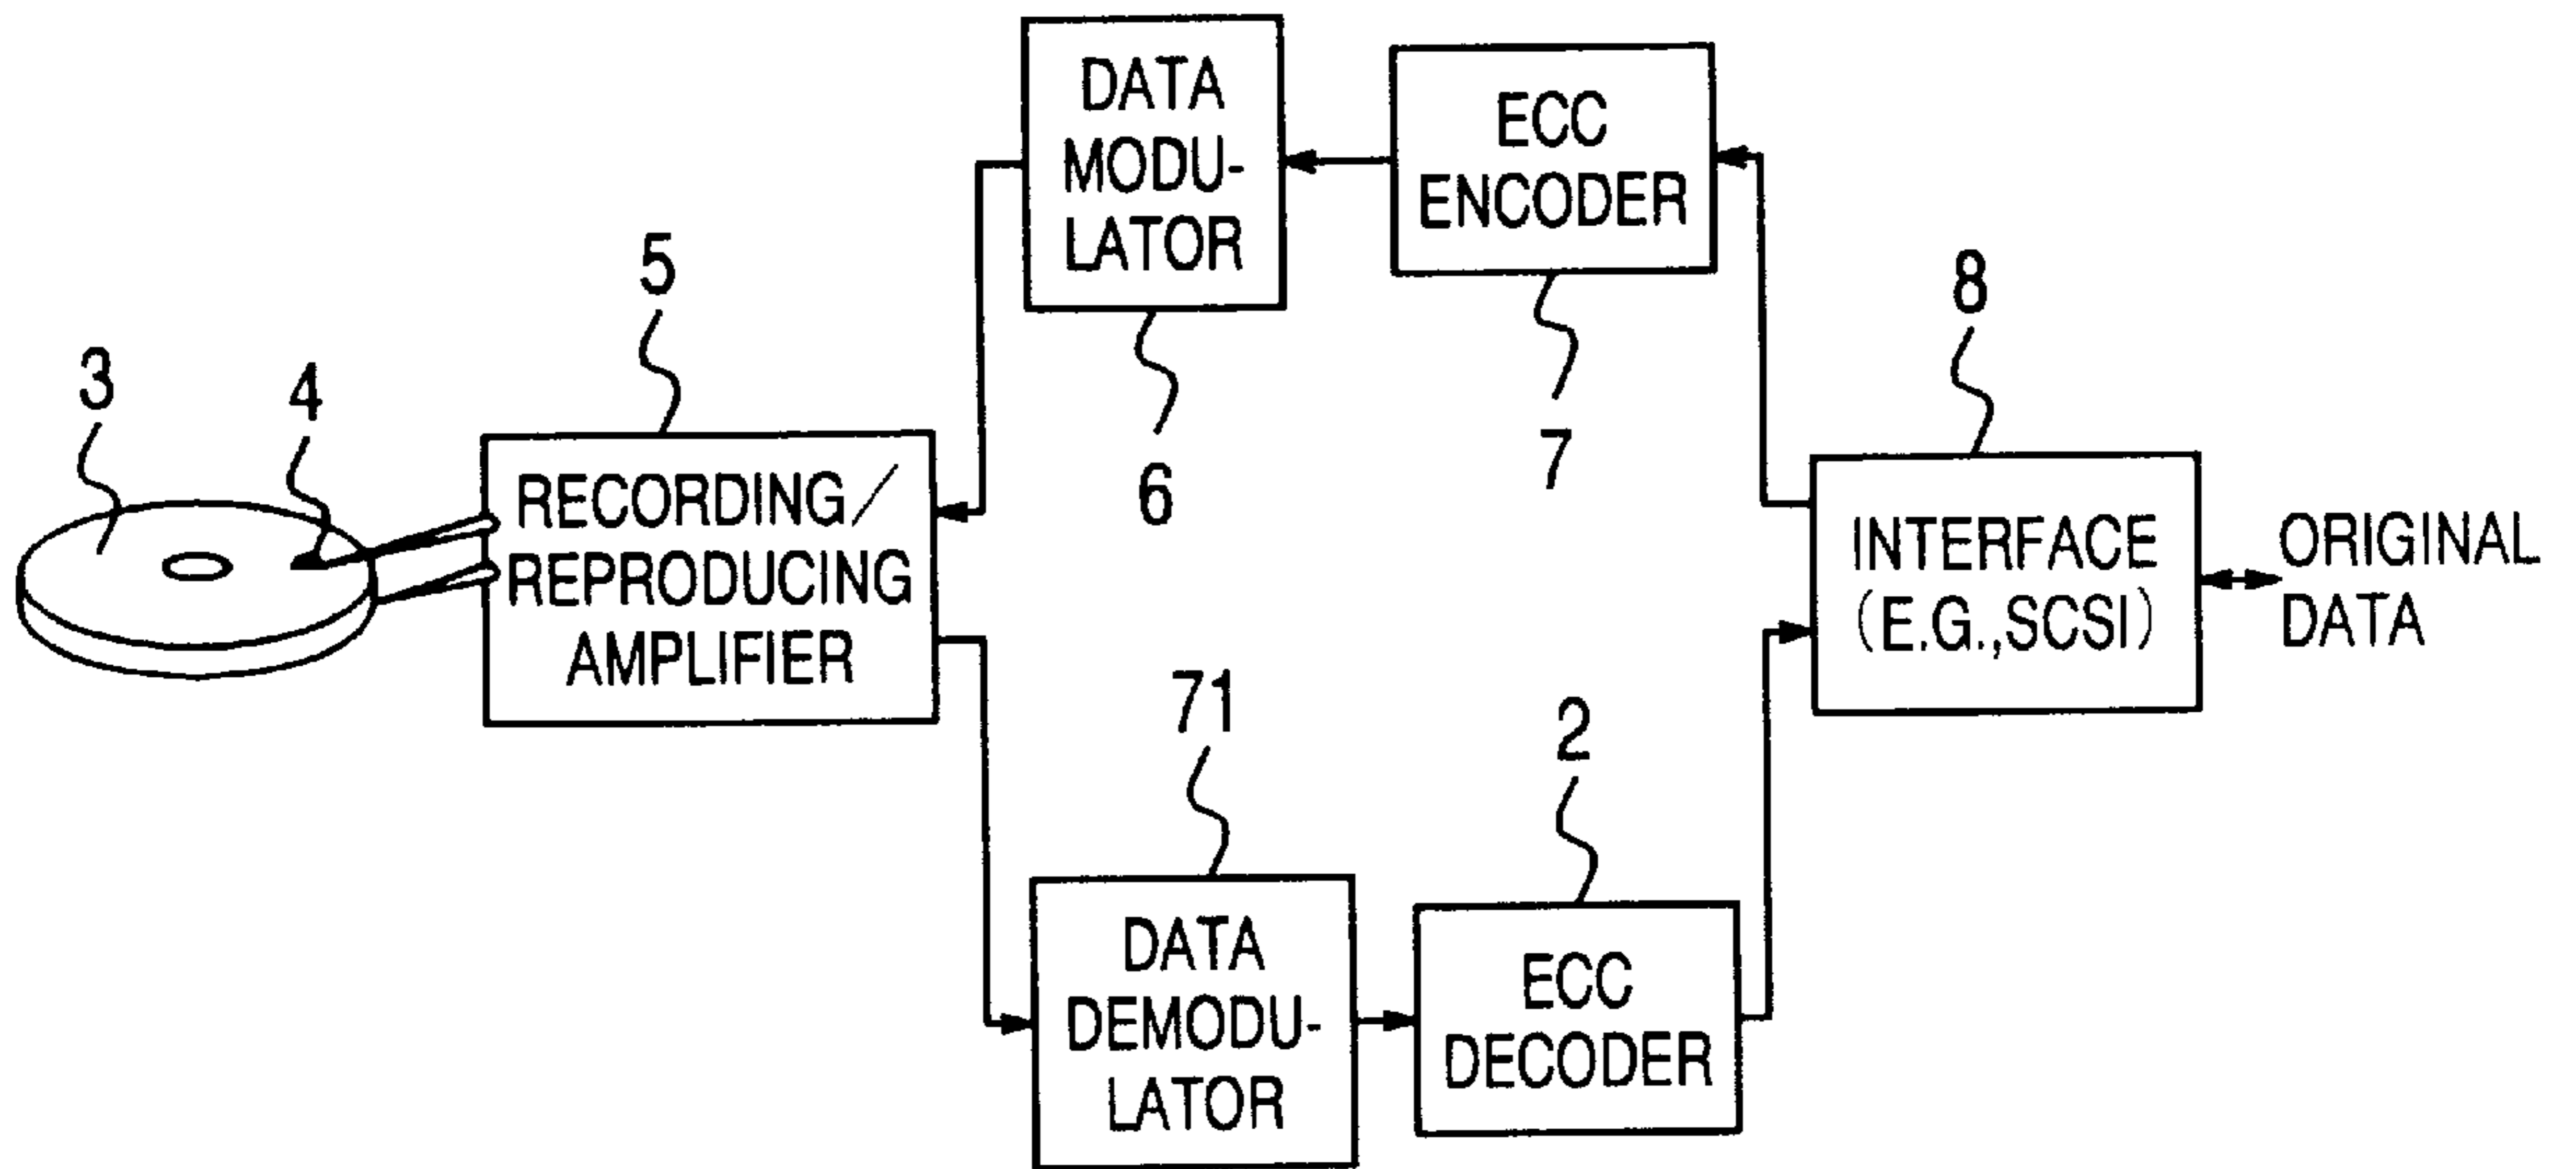 DATA
MODU-
LATOR
6
ECC
ENCODER
7
3
4
5
RECORDING/
REPRODUCING
AMPLIFIER
8
INTERFACE
(E.G.,SCSI)
ORIGINAL
DATA
71
DATA
DEMODU-
LATOR
2
ECC
DECODER